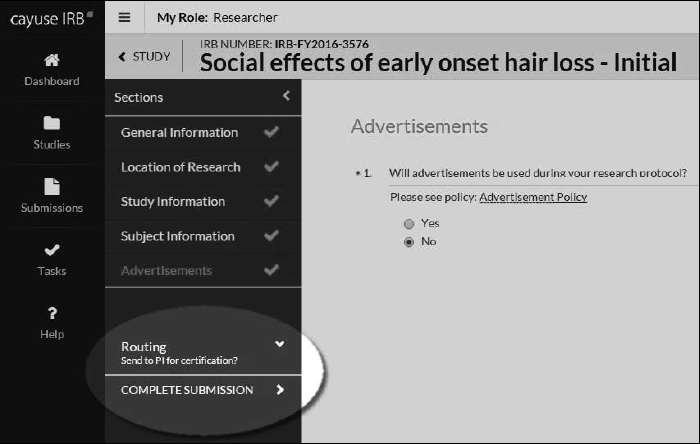 cayuse IRB
My Role: Researcher
STUDY
IRB NUMBER: IRB-FY2016-3576
Social effects of early onset hair loss - Initial
Dashboard
Studies
Submissions
Tasks
Help
Sections
General Information
Location of Research
Study Information
Subject Information
Advertisements
Routing
Send to PI for certification?
COMPLETE SUBMISSION
Advertisements
* 1. Will advertisements be used during your research protocol?
Please see policy: Advertisement Policy
Yes
No